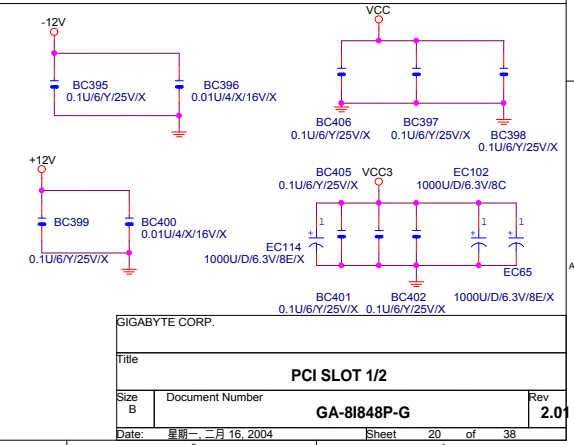 -12V
BC395
0.1U/6/Y/25V/X
BC396
0.01U/4/X/16V/X
VCC
BC406
0.1U/6/Y/25V/X
BC397
0.1U/6/Y/25V/X
BC398
0.1U/6/Y/25V/X
+12V
BC399
0.1U/6/Y/25V/X
BC400
0.01U/4/X/16V/X
BC405
0.1U/6/Y/25V/X
VCC3
EC102
1000U/D/6.3V/8C
1
1
1
+
+
+
EC114
1000U/D/6.3V/8E/X
EC65
1000U/D/6.3V/8E/X
BC401
0.1U/6/Y/25V/X
BC402
0.1U/6/Y/25V/X
A
GIGABYTE CORP.
Title
PCI SLOT 1/2
Size
B
Document Number
GA-8I848P-G
Rev
2.01
Date: 星期一, 二月 16, 2004
Sheet 20 of 38